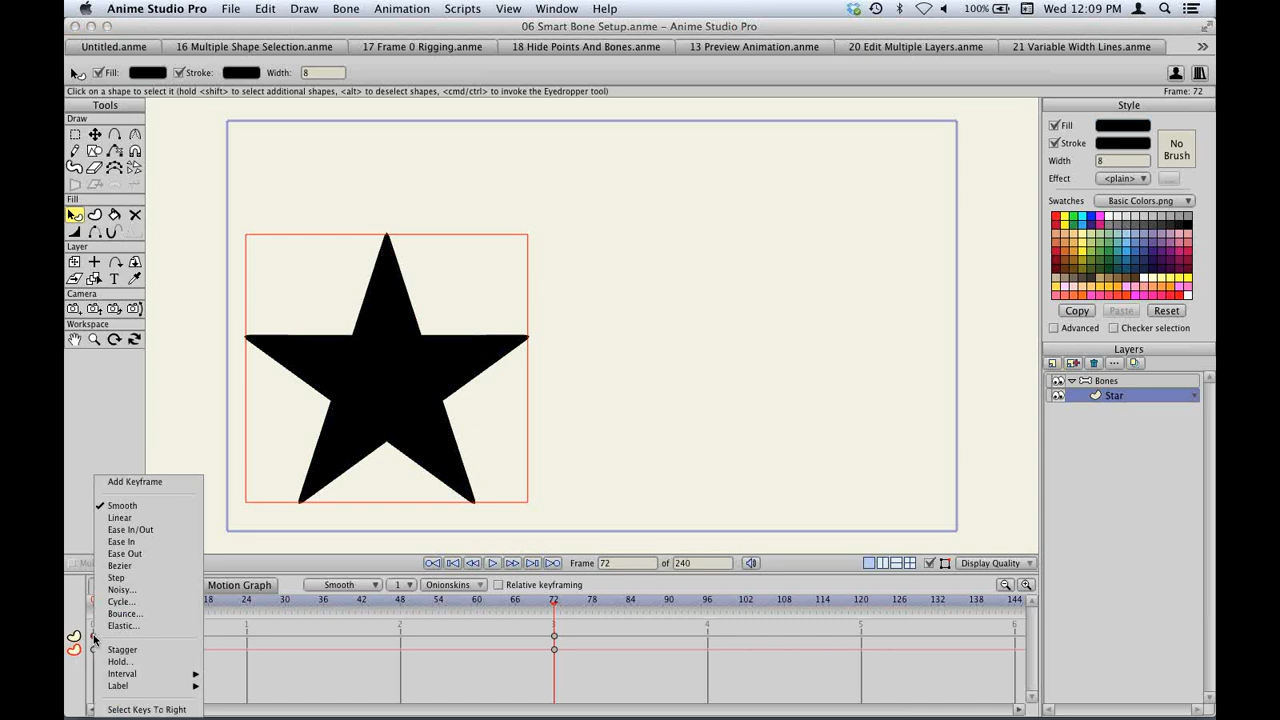 Anime Studio Pro File Edit Draw Bone Animation Scripts View Window Help 100% Wed 12:09 PM
06 Smart Bone Setup.anme - Anime Studio Pro
Untitled.anme 16 Multiple Shape Selection.anme 17 Frame 0 Rigging.anme 18 Hide Points And Bones.anme 13 Preview Animation.anme 20 Edit Multiple Layers.anme 21 Variable Width Lines.anme
Fill: Stroke: Width: 8
Click on a shape to select it (hold <shift> to select additional shapes, <alt> to deselect shapes, <cmd/ctrl> to invoke the Eyedropper tool) Frame: 72
Tools
Draw
Fill
Layer
Camera
Workspace
Style
Fill
Stroke
No Brush
Width 8
Effect <plain> ...
Swatches Basic Colors.png
Copy Paste Reset
Advanced Checker selection
Layers
Bones
Star
Add Keyframe
Smooth
Linear
Ease In/Out
Ease In
Ease Out
Bezier
Step
Noisy...
Cycle...
Bounce...
Elastic...
Stagger
Hold...
Interval
Label
Select Keys To Right
Frame 72 of 240 Display Quality
Motion Graph Smooth 1 Onionskins Relative keyframing
18 24 30 36 42 48 54 60 66 72 78 84 90 96 102 108 114 120 126 132 138 144
1 2 3 4 5 6